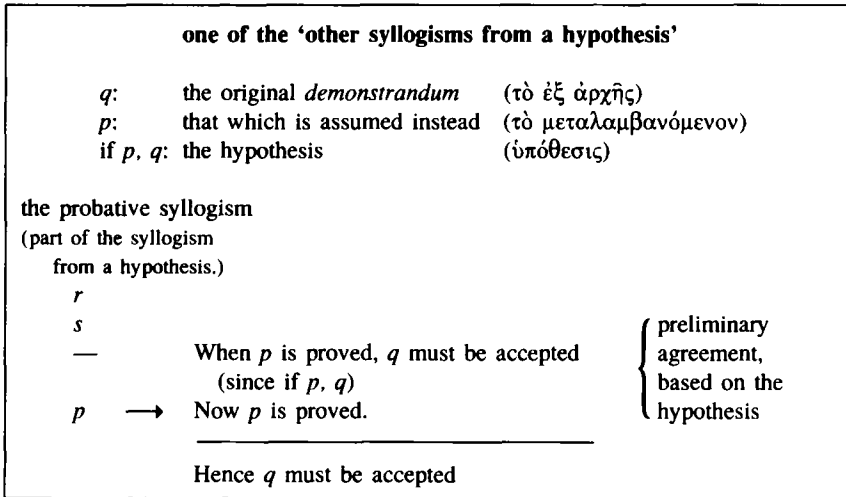 one of the ‘other syllogisms from a hypothesis’
q: the original demonstrandum (τὸ ἐξ ἀρχῆς)
p: that which is assumed instead (τὸ μεταλαμβανόμενον)
if p, q: the hypothesis (ὑπόθεσις)
the probative syllogism
(part of the syllogism
from a hypothesis.)
r
s preliminary
— When p is proved, q must be accepted agreement,
(since if p, q) based on the
p → Now p is proved. hypothesis
Hence q must be accepted